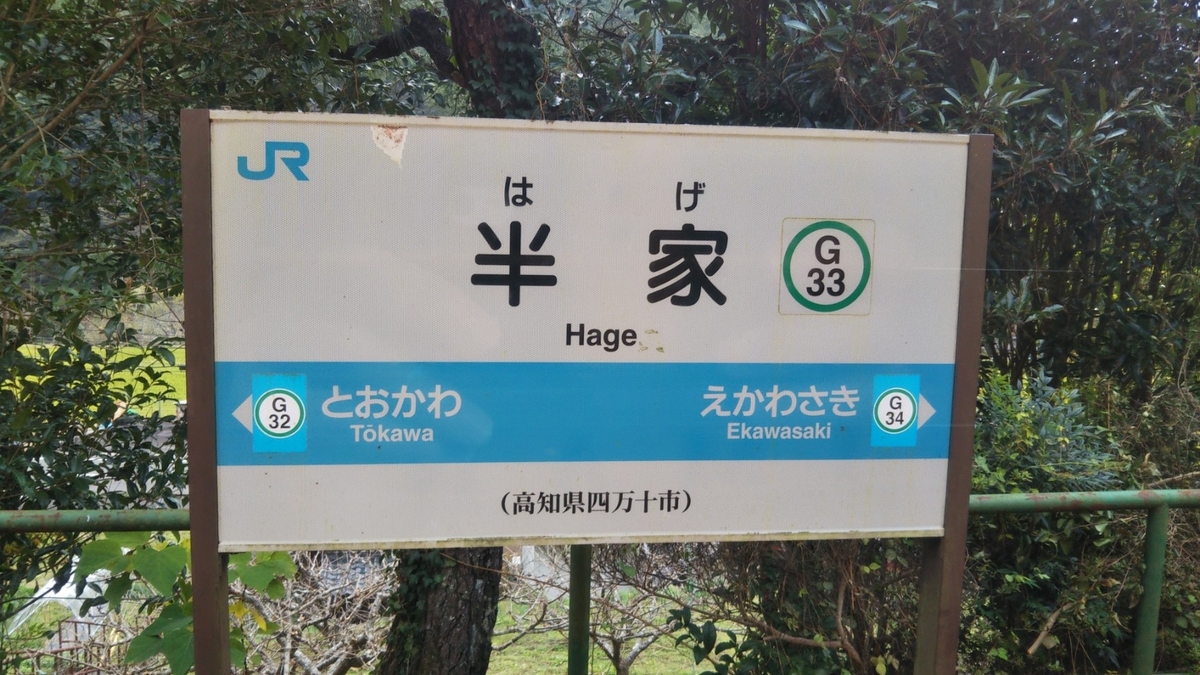 JR
は げ
半 家
G
33
Hage
G
32
とおかわ
Tōkawa
えかわさき
Ekawasaki
G
34
(高知県四万十市)